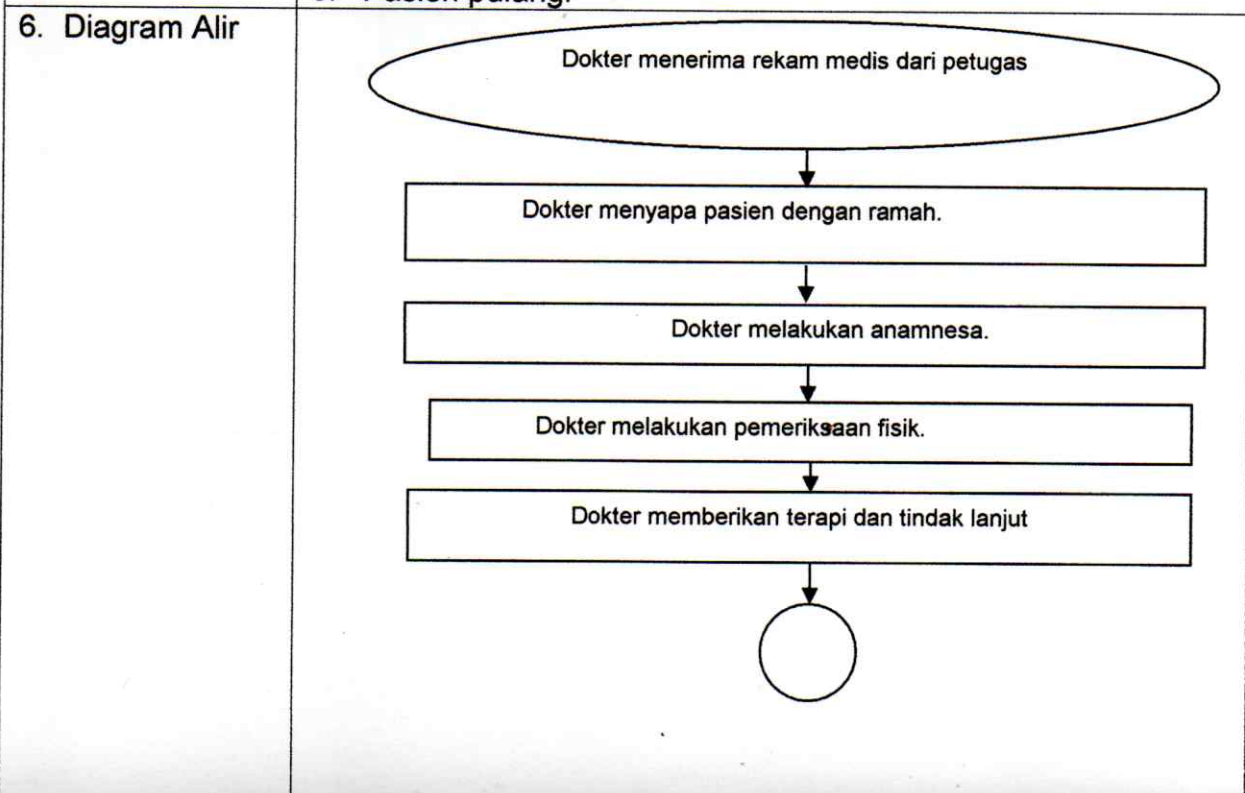 pulang.
6. Diagram Alir
Dokter menerima rekam medis dari petugas
Dokter menyapa pasien dengan ramah.
Dokter melakukan anamnesa.
Dokter melakukan pemeriksaan fisik.
Dokter memberikan terapi dan tindak lanjut